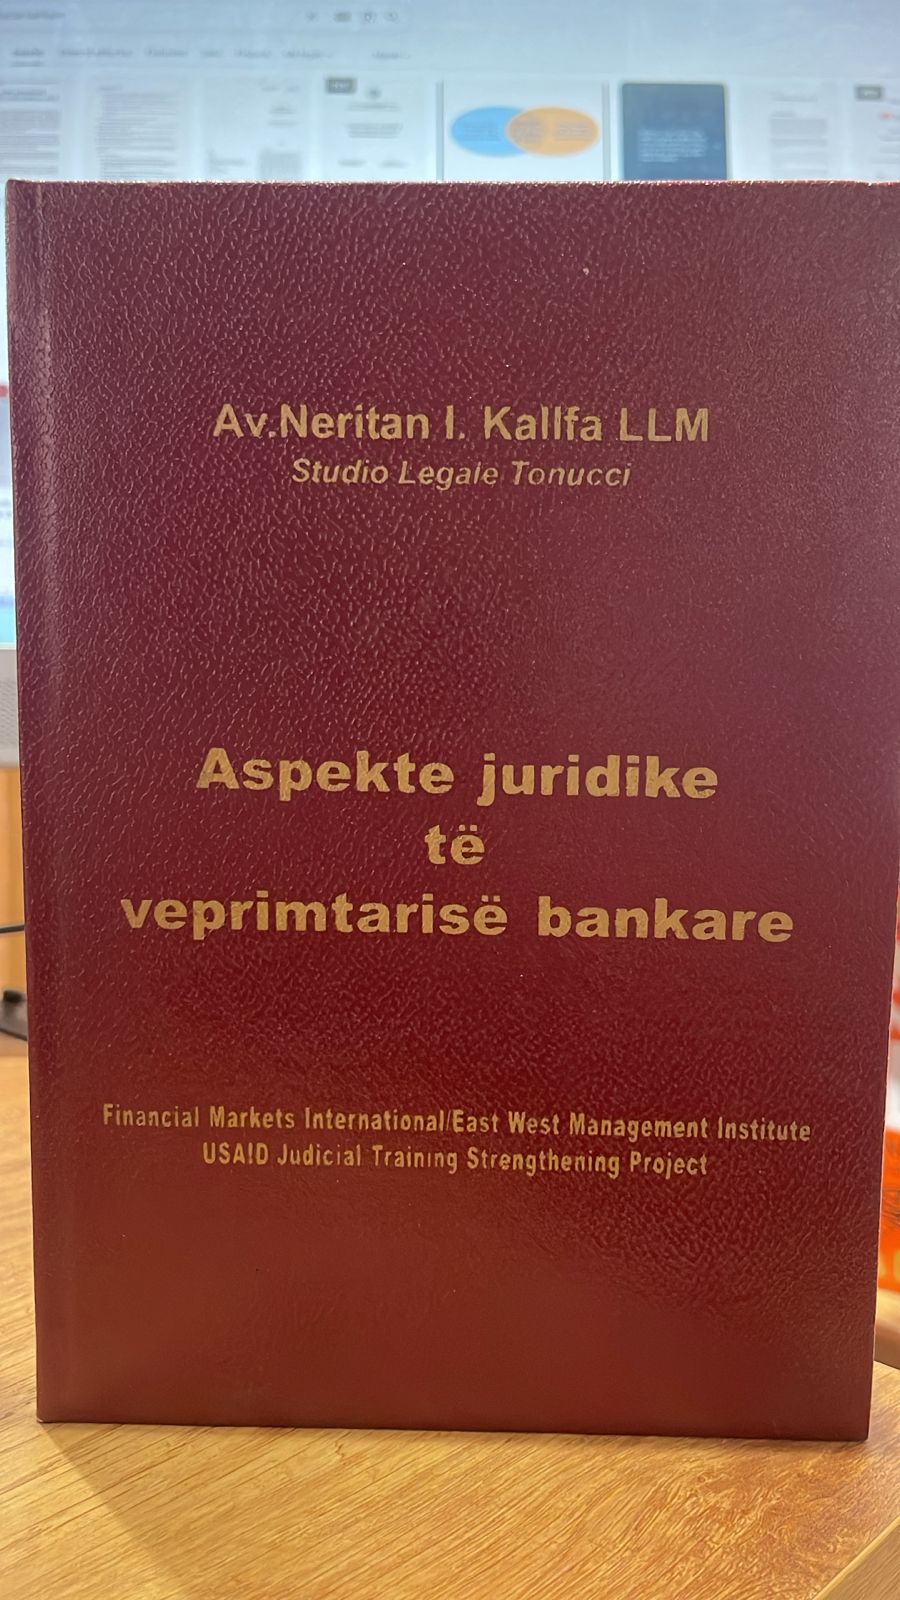 Av.Neritan I. Kallfa LLM
Studio Legale Tonucci
Aspekte juridike
të
veprimtarisë bankare
Financial Markets International/East West Management Institute
USAID Judicial Training Strengthening Project